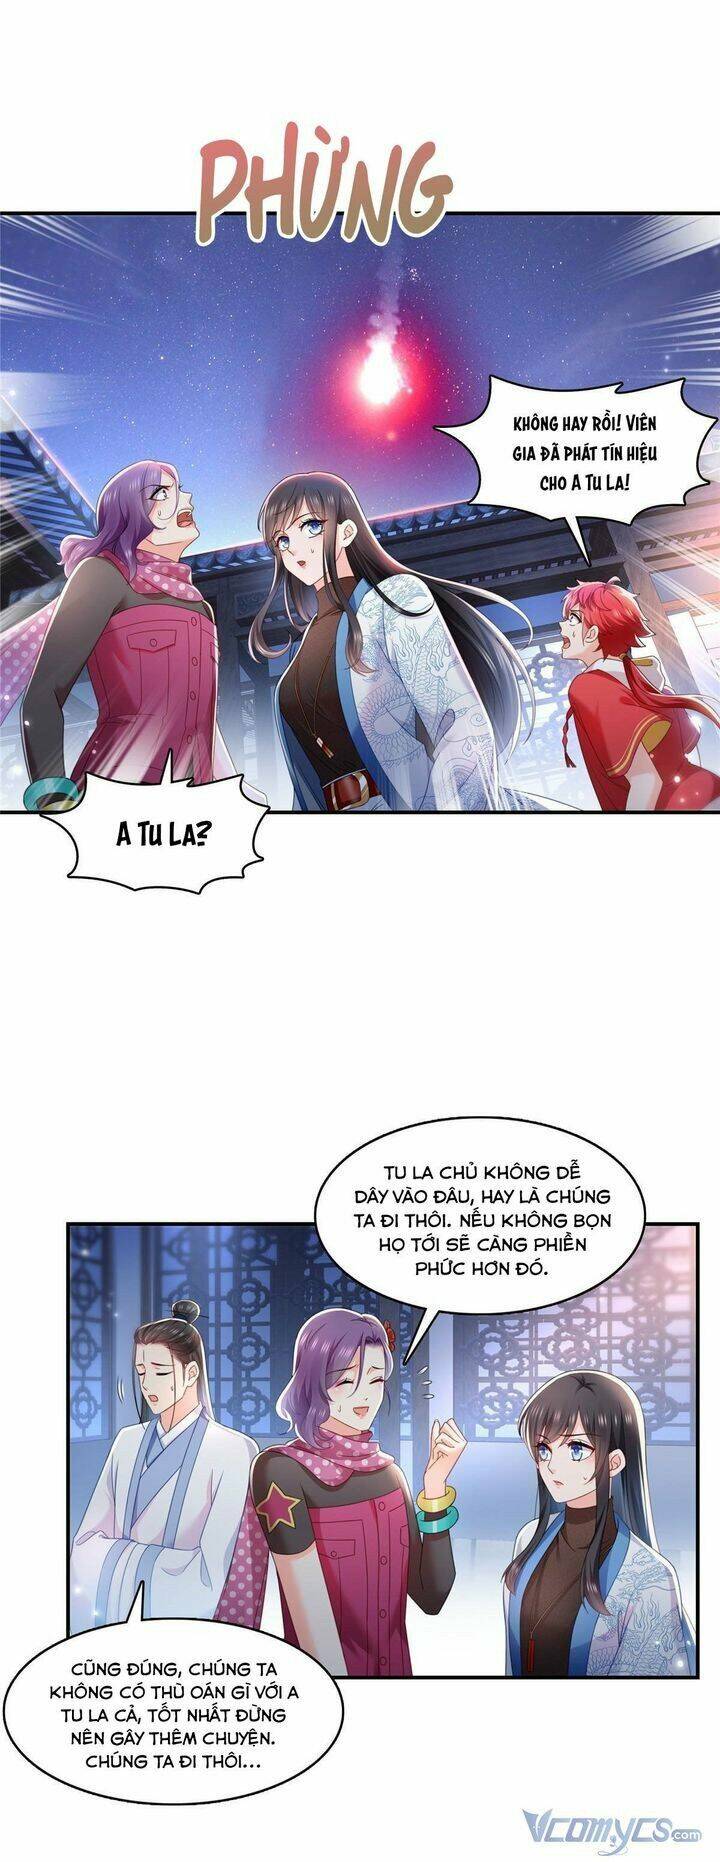 PHỪNG
KHÔNG HAY RỒI! VIÊN
GIA ĐÃ PHÁT TÍN HIỆU
CHO A TU LA!
A TU LA?
TU LA CHỦ KHÔNG DỄ
DÂY VÀO ĐÂU, HAY LÀ CHÚNG
TA ĐI THÔI. NẾU KHÔNG BỌN
HỌ TỚI SẼ CÀNG PHIỀN
PHỨC HƠN ĐÓ.
CŨNG ĐÚNG, CHÚNG TA
KHÔNG CÓ THÙ OÁN GÌ VỚI A
TU LA CẢ, TỐT NHẤT ĐỪNG
NÊN GÂY THÊM CHUYỆN.
CHÚNG TA ĐI THÔI...
VCOMYCS.com